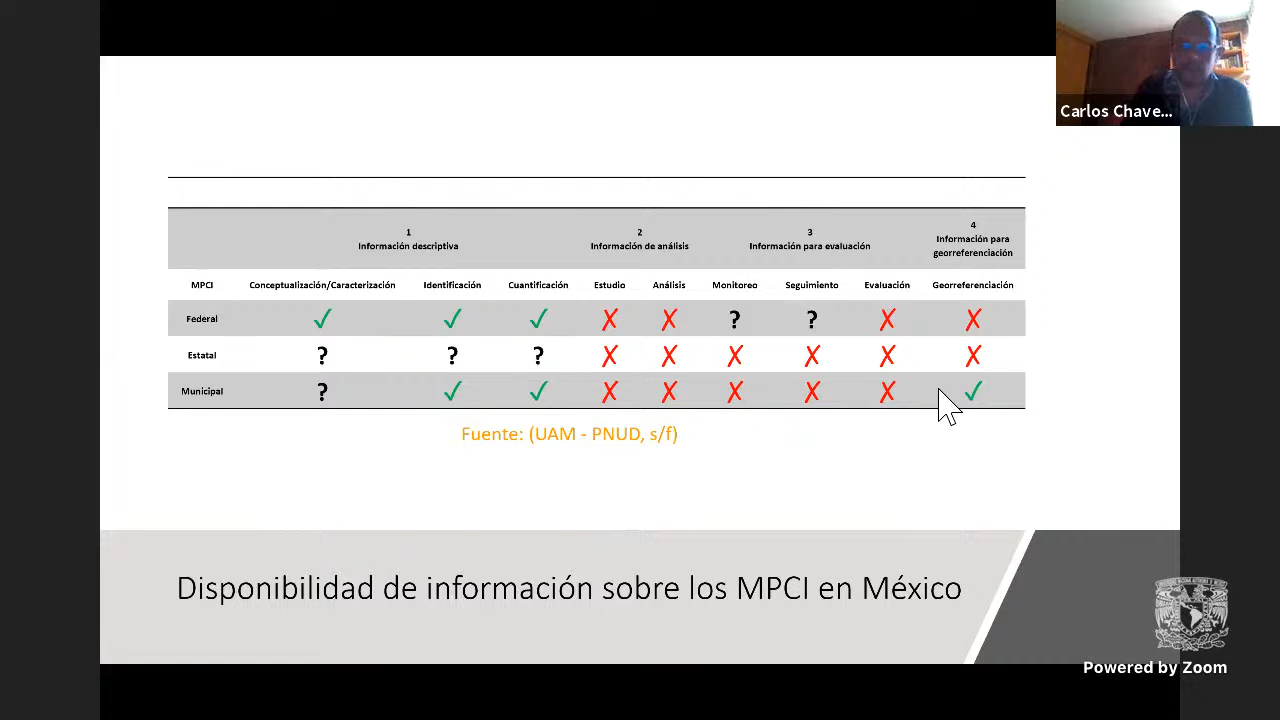 Carlos Chave...
1
Información descriptiva
2
Información de análisis
3
Información para evaluación
4
Información para
georreferenciación
MPCI Conceptualización/Caracterización Identificación Cuantificación Estudio Análisis Monitoreo Seguimiento Evaluación Georreferenciación
Federal ✓ ✓ ✓ ✗ ✗ ? ? ✗ ✗
Estatal ? ? ? ✗ ✗ ✗ ✗ ✗ ✗
Municipal ? ✓ ✓ ✗ ✗ ✗ ✗ ✗ ✓
Fuente: (UAM - PNUD, s/f)
Disponibilidad de información sobre los MPCI en México
Powered by Zoom